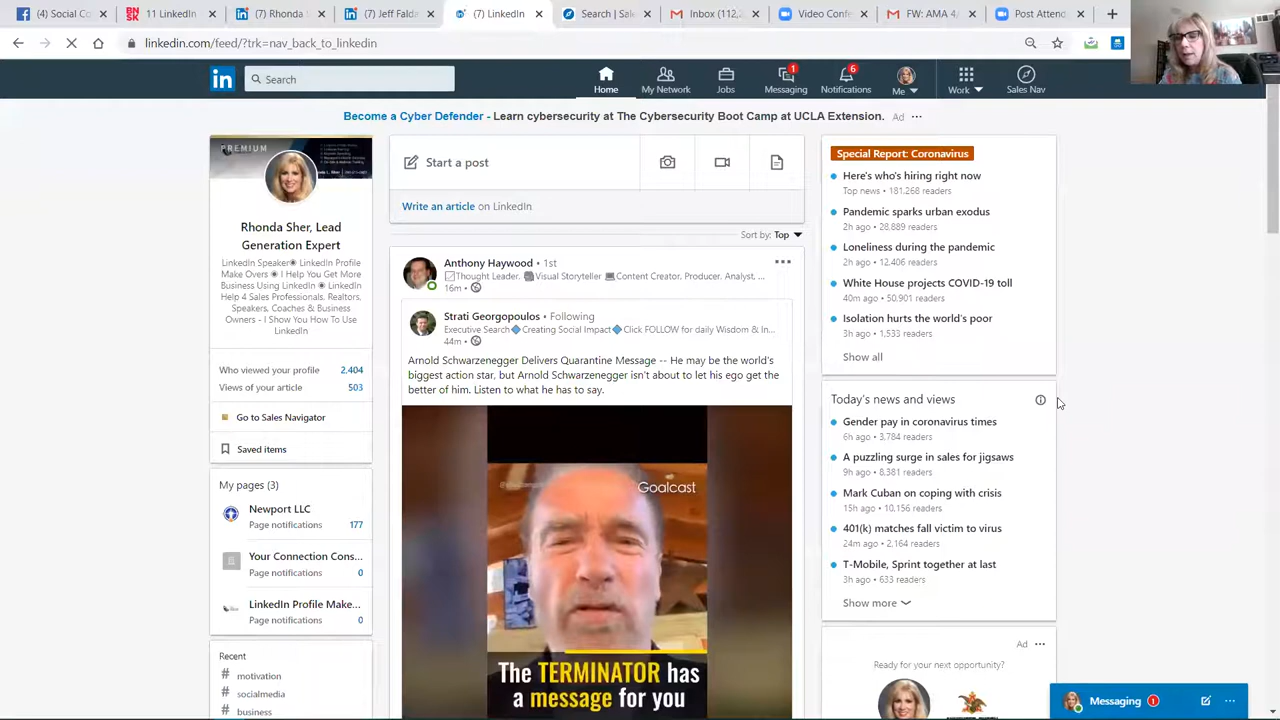 (4) Social Co
11 Linkedin
(7) Rhonda
(7) Jeff Falda
(7) LinkedIn
Search | Sale
Inbox (112,
Video Confe
FW: AMA 4/
Post Attend
linkedin.com/feed/?trk=nav_back_to_linkedin
Search
Home
My Network
Jobs
1
Messaging
6
Notifications
Me
Work
Sales Nav
Become a Cyber Defender - Learn cybersecurity at The Cybersecurity Boot Camp at UCLA Extension. Ad ...
PREMIUM
Rhonda Sher, Lead
Generation Expert
LinkedIn Speaker◉ LinkedIn Profile
Make Overs ◉ I Help You Get More
Business Using LinkedIn ◉ LinkedIn
Help 4 Sales Professionals, Realtors,
Speakers, Coaches & Business
Owners - I Show You How To Use
LinkedIn
Who viewed your profile 2,404
Views of your article 503
Go to Sales Navigator
Saved items
My pages (3)
Newport LLC
Page notifications 177
Your Connection Cons...
Page notifications 0
LinkedIn Profile Make...
Page notifications 0
Recent
# motivation
# socialmedia
# business
Start a post
Write an article on LinkedIn
Sort by: Top
Anthony Haywood • 1st
Thought Leader, Visual Storyteller Content Creator, Producer, Analyst, ...
16m •
Strati Georgopoulos • Following
Executive Search🔷Creating Social Impact🔷Click FOLLOW for daily Wisdom & In...
44m •
Arnold Schwarzenegger Delivers Quarantine Message -- He may be the world's
biggest action star, but Arnold Schwarzenegger isn't about to let his ego get the
better of him. Listen to what he has to say.
Goalcast
The TERMINATOR has
a message for you
Special Report: Coronavirus
Here's who's hiring right now
Top news • 181,268 readers
Pandemic sparks urban exodus
2h ago • 28,889 readers
Loneliness during the pandemic
2h ago • 12,406 readers
White House projects COVID-19 toll
40m ago • 50,901 readers
Isolation hurts the world's poor
5h ago • 1,533 readers
Show all
Today's news and views
Gender pay in coronavirus times
6h ago • 3,784 readers
A puzzling surge in sales for jigsaws
9h ago • 8,381 readers
Mark Cuban on coping with crisis
15h ago • 10,156 readers
401(k) matches fall victim to virus
24m ago • 2,164 readers
T-Mobile, Sprint together at last
3h ago • 633 readers
Show more
Ad ...
Ready for your next opportunity?
Messaging 1